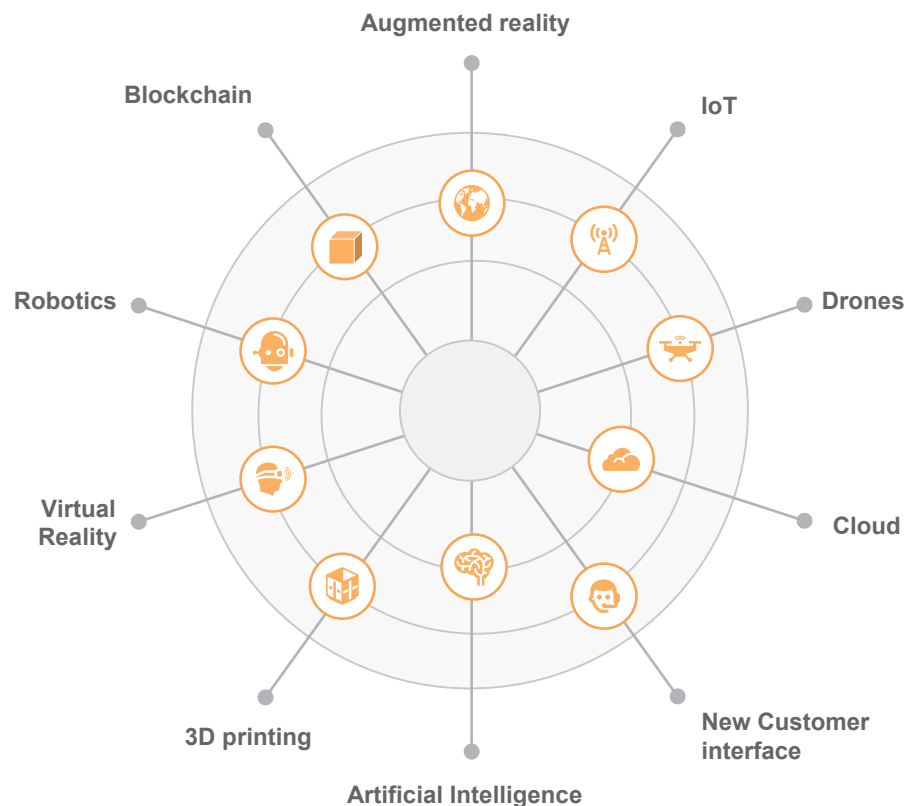 Augmented reality
Blockchain
IoT
Robotics
Drones
Virtual
Reality
Cloud
3D printing
New Customer
interface
Artificial Intelligence